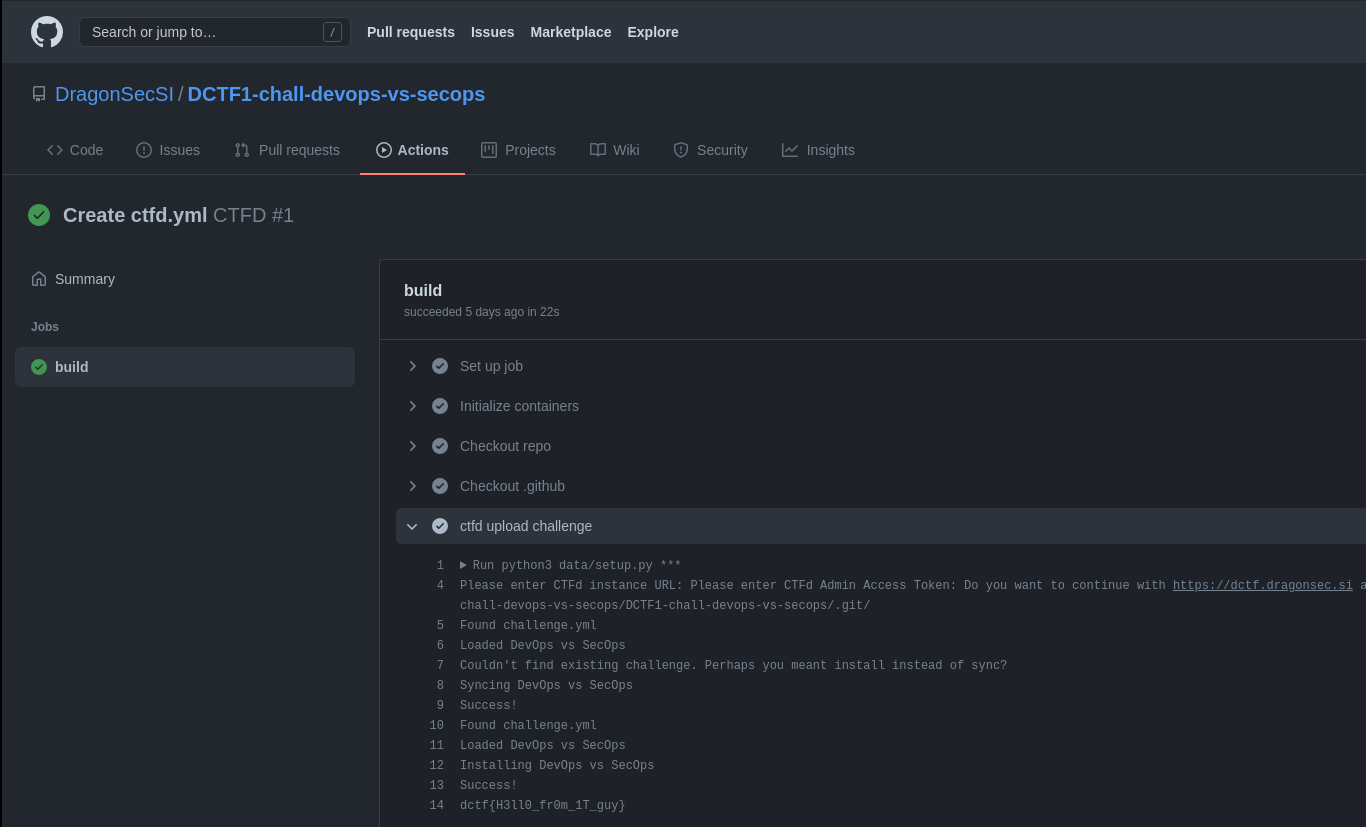 Search or jump to… /
Pull requests Issues Marketplace Explore
DragonSecSI / DCTF1-chall-devops-vs-secops
Code Issues Pull requests Actions Projects Wiki Security Insights
Create ctfd.yml CTFD #1
Summary
Jobs
build
build
succeeded 5 days ago in 22s
Set up job
Initialize containers
Checkout repo
Checkout .github
ctfd upload challenge
1 Run python3 data/setup.py ***
4 Please enter CTFd instance URL: Please enter CTFd Admin Access Token: Do you want to continue with https://dctf.dragonsec.si a
chall-devops-vs-secops/DCTF1-chall-devops-vs-secops/.git/
5 Found challenge.yml
6 Loaded DevOps vs SecOps
7 Couldn't find existing challenge. Perhaps you meant install instead of sync?
8 Syncing DevOps vs SecOps
9 Success!
10 Found challenge.yml
11 Loaded DevOps vs SecOps
12 Installing DevOps vs SecOps
13 Success!
14 dctf{H3ll0_fr0m_1T_guy}